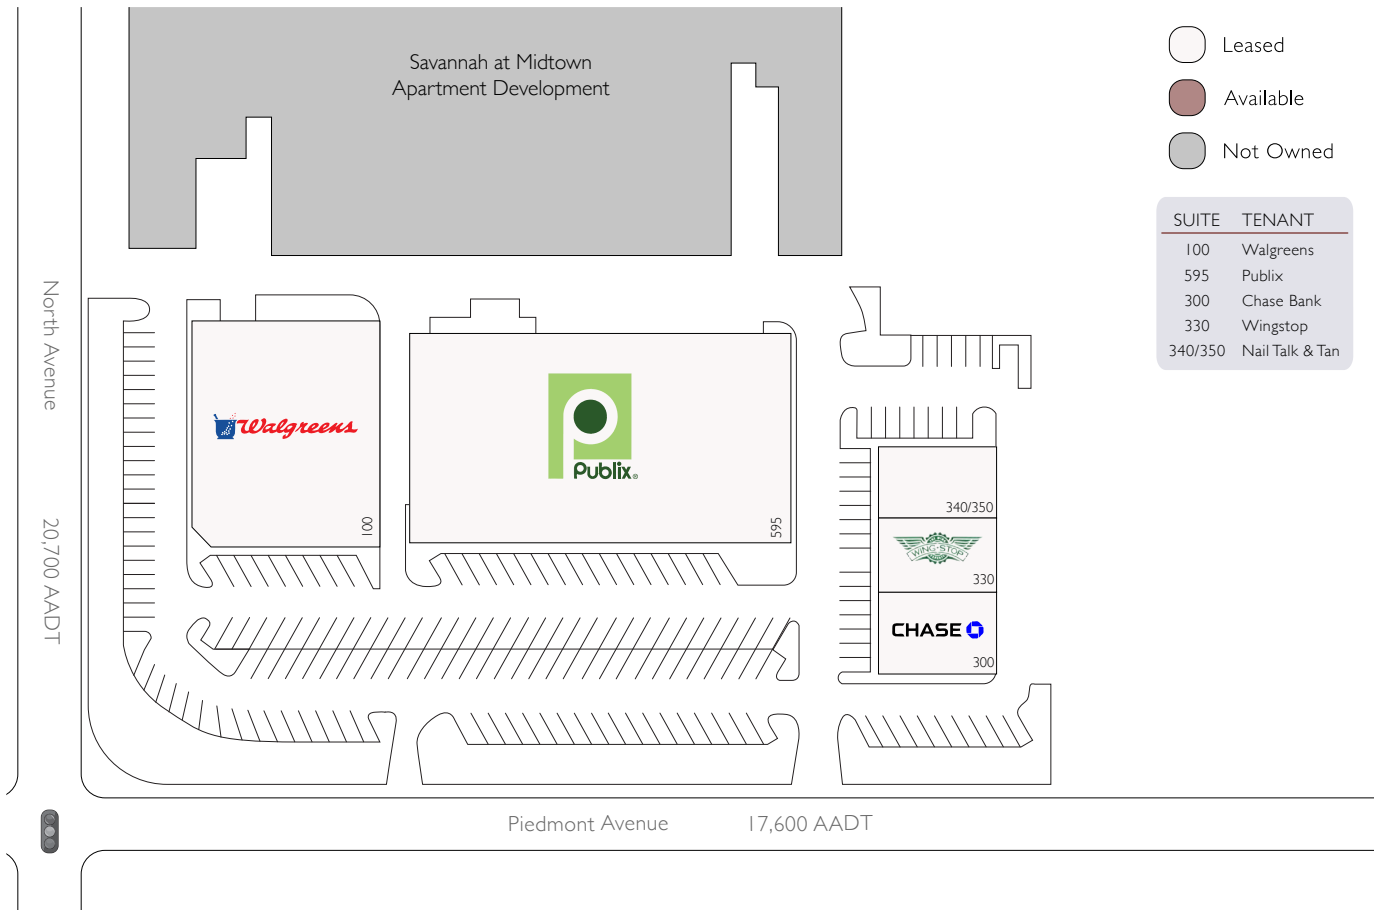 Savannah at Midtown
Apartment Development
Leased
Available
Not Owned
SUITE TENANT
100 Walgreens
595 Publix
300 Chase Bank
330 Wingstop
340/350 Nail Talk & Tan
North Avenue
20,700 AADT
Walgreens
100
Publix
595
340/350
WING-STOP
330
CHASE
300
Piedmont Avenue 17,600 AADT